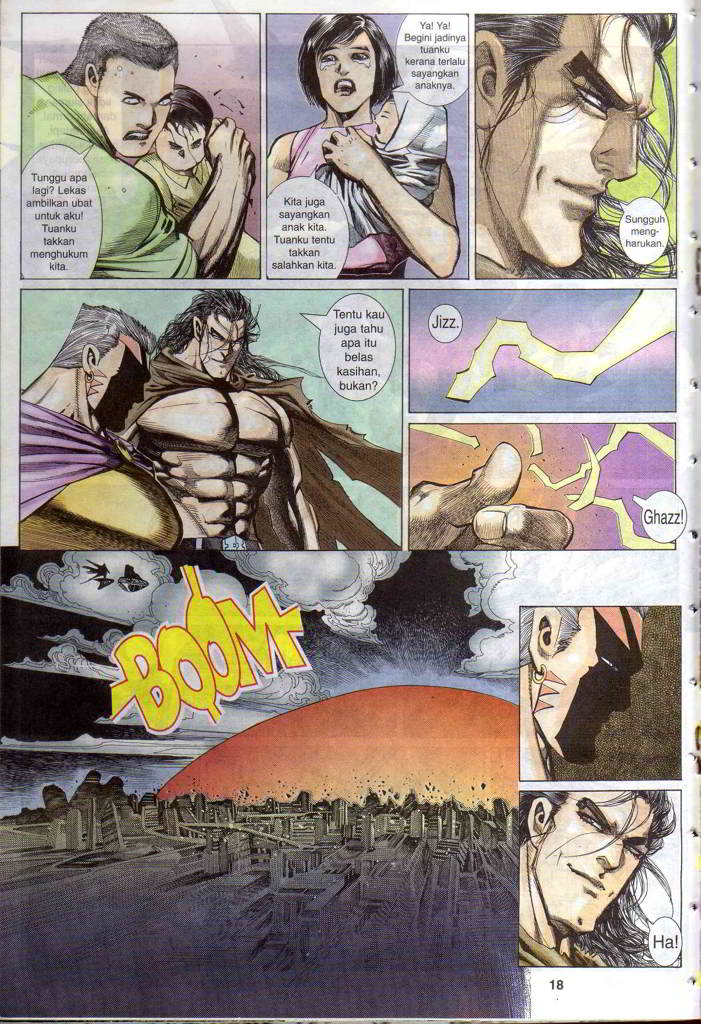 Tunggu apa
lagi? Lekas
ambilkan ubat
untuk aku!
Tuanku
takkan
menghukum
kita.
Ya! Ya!
Begini jadinya
tuanku
kerana terlalu
sayangkan
anaknya.
Kita juga
sayangkan
anak kita.
Tuanku tentu
takkan
salahkan kita.
Sungguh
meng-
harukan.
Tentu kau
juga tahu
apa itu
belas
kasihan,
bukan?
Jizz.
Ghazz!
BOOM
Ha!
18